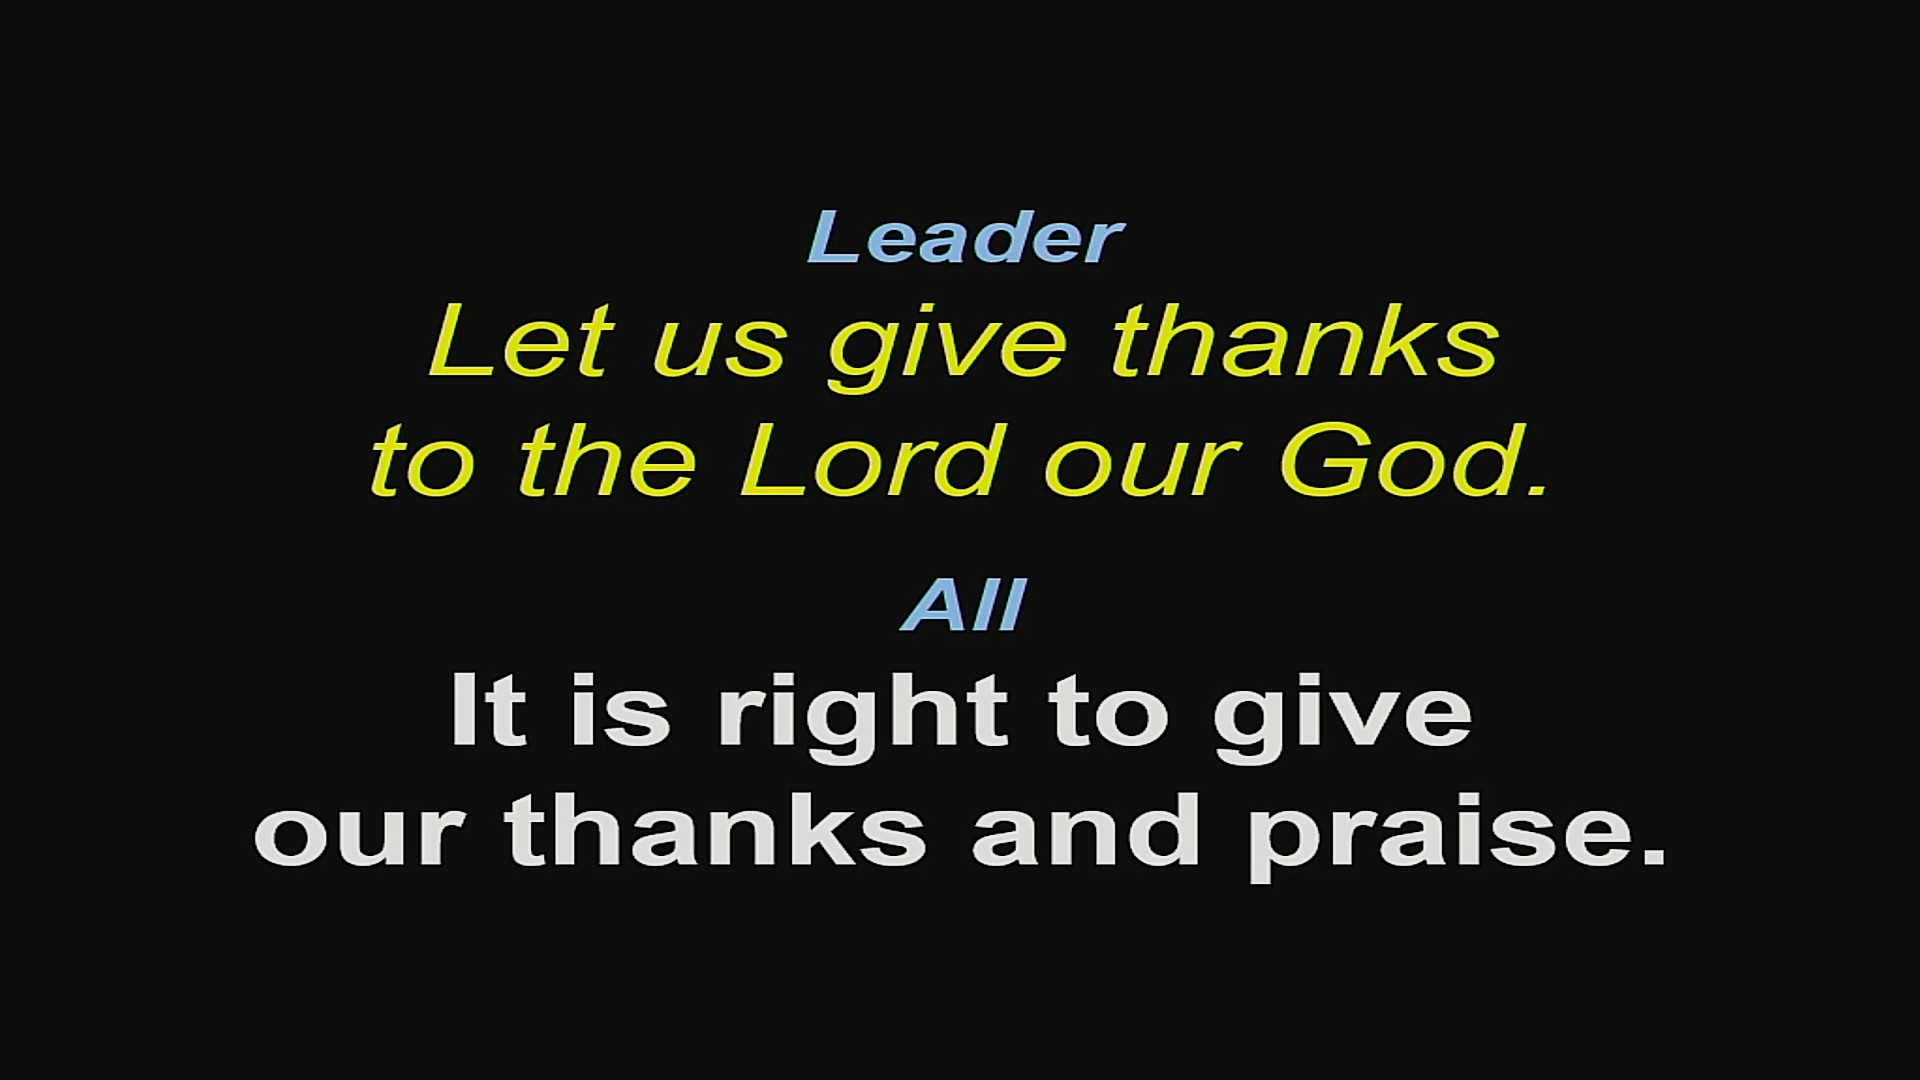 Leader
Let us give thanks
to the Lord our God.
All
It is right to give
our thanks and praise.